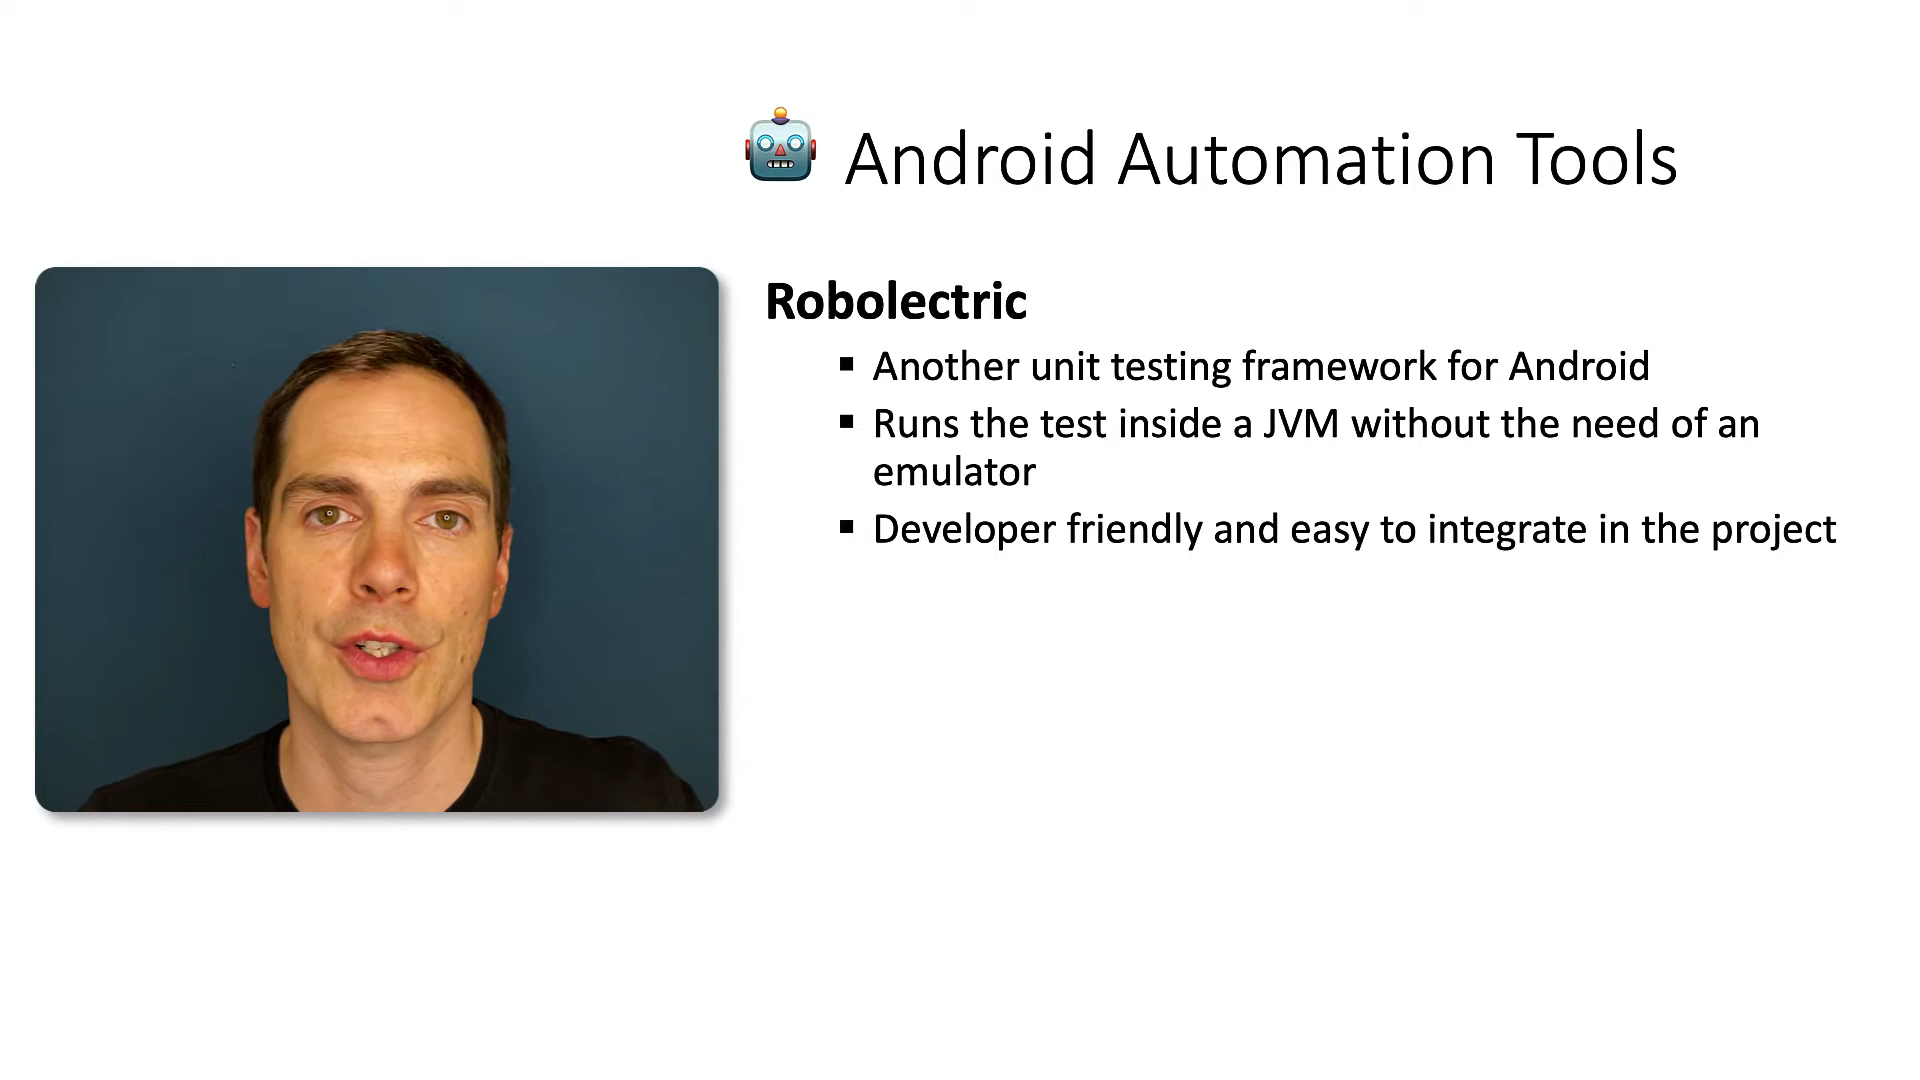 Android Automation Tools
Robolectric
▪ Another unit testing framework for Android
▪ Runs the test inside a JVM without the need of an
emulator
▪ Developer friendly and easy to integrate in the project